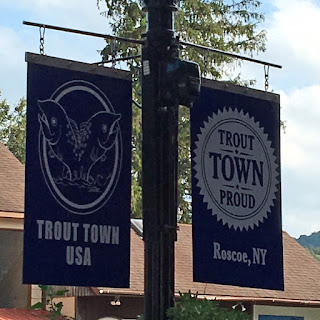 TROUT TOWN
USA
TROUT
TOWN
PROUD
Roscoe, NY